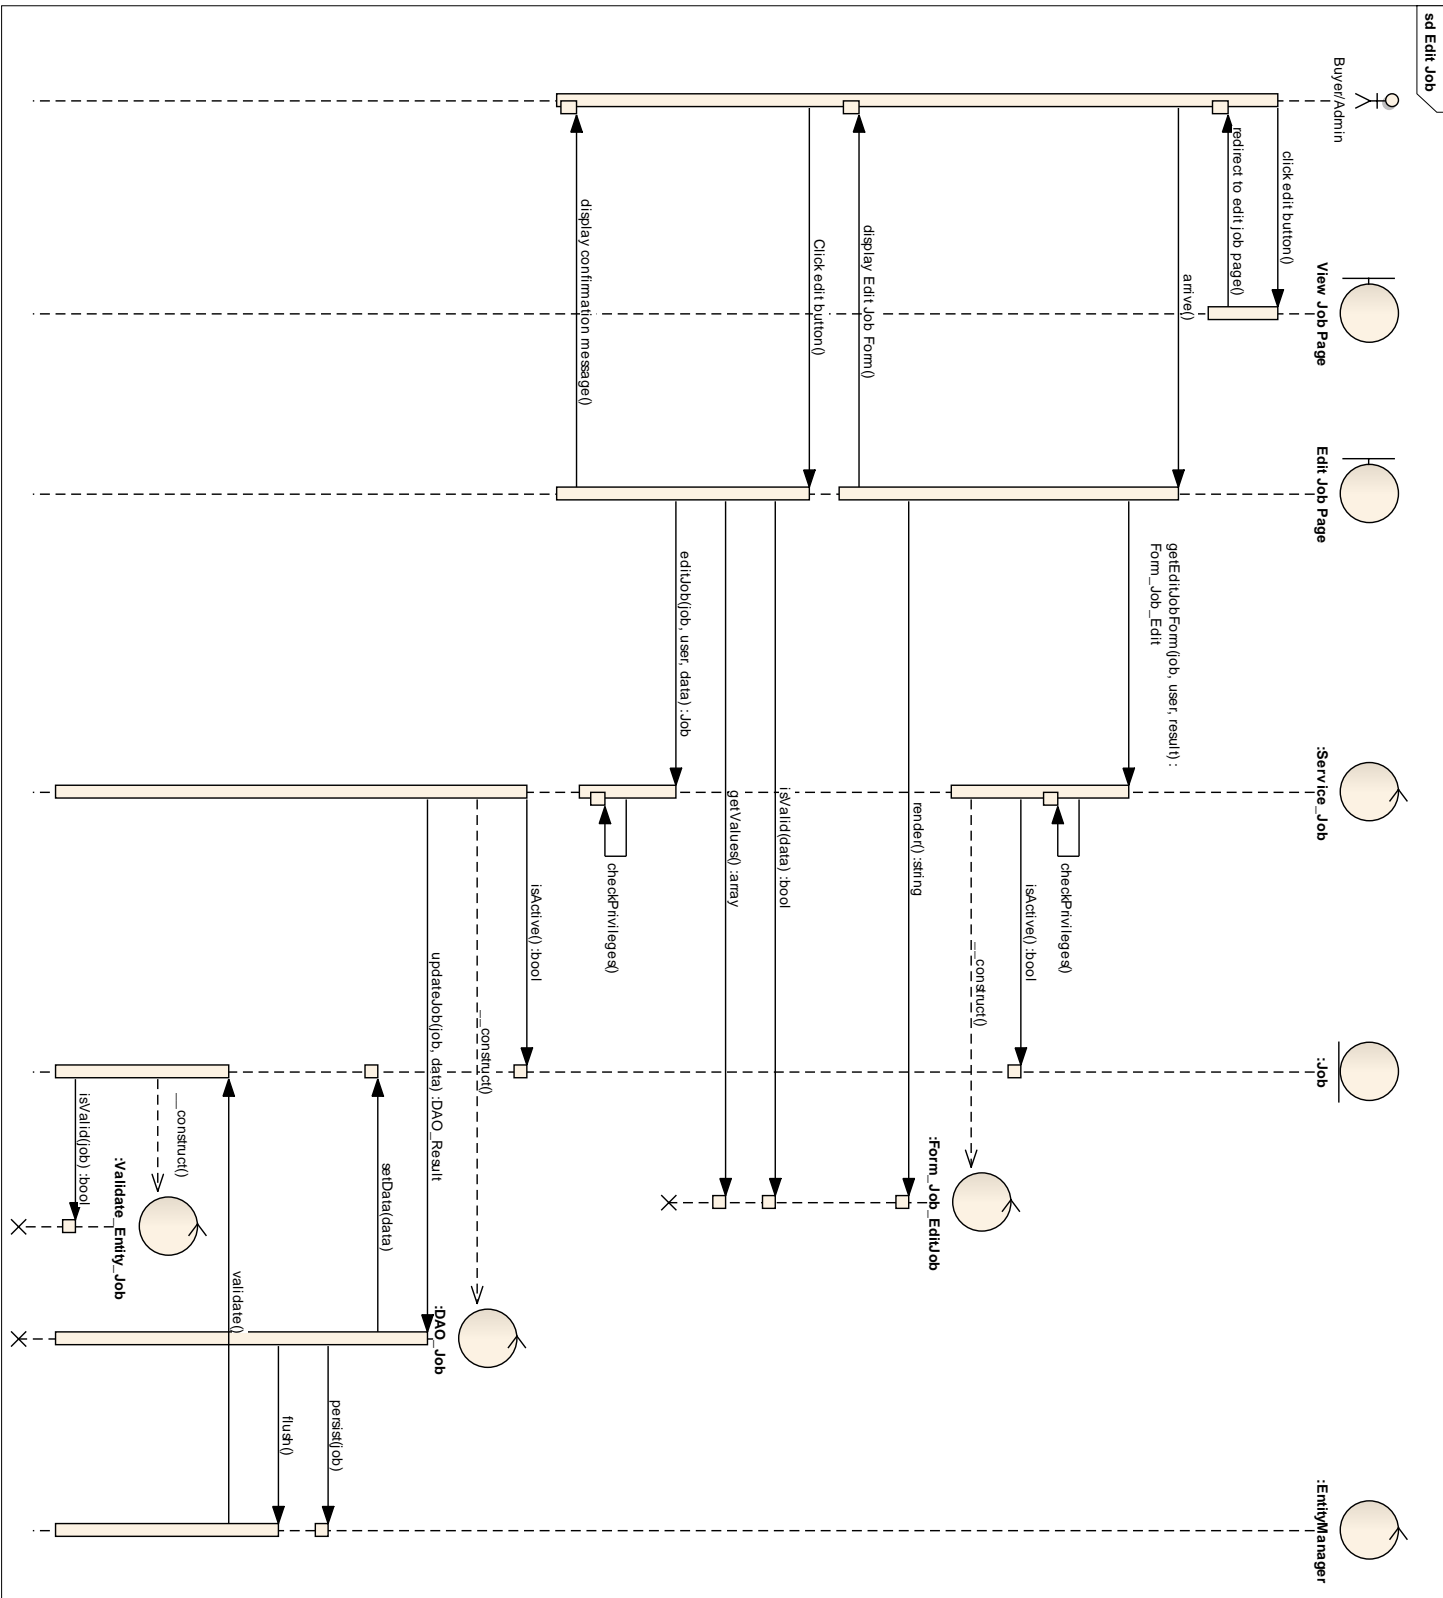 sd Edit Job
Buyer/Admin
View Job Page
Edit Job Page
:Service_Job
:Job
:EntityManager
click edit button()
redirect to edit job page()
arrive()
getEditJobForm(job, user, result) :
Form_Job_Edit
checkPrivileges()
isActive() :bool
__construct()
:Form_Job_EditJob
render() :string
display Edit Job Form()
Click edit button()
isValid(data) :bool
getValues() :array
editJob(job, user, data) :Job
checkPrivileges()
display confirmation message()
isActive() :bool
__construct()
:DAO_Job
updateJob(job, data) :DAO_Result
setData(data)
persist(job)
flush()
validate()
__construct()
:Validate_Entity_Job
isValid(job) :bool